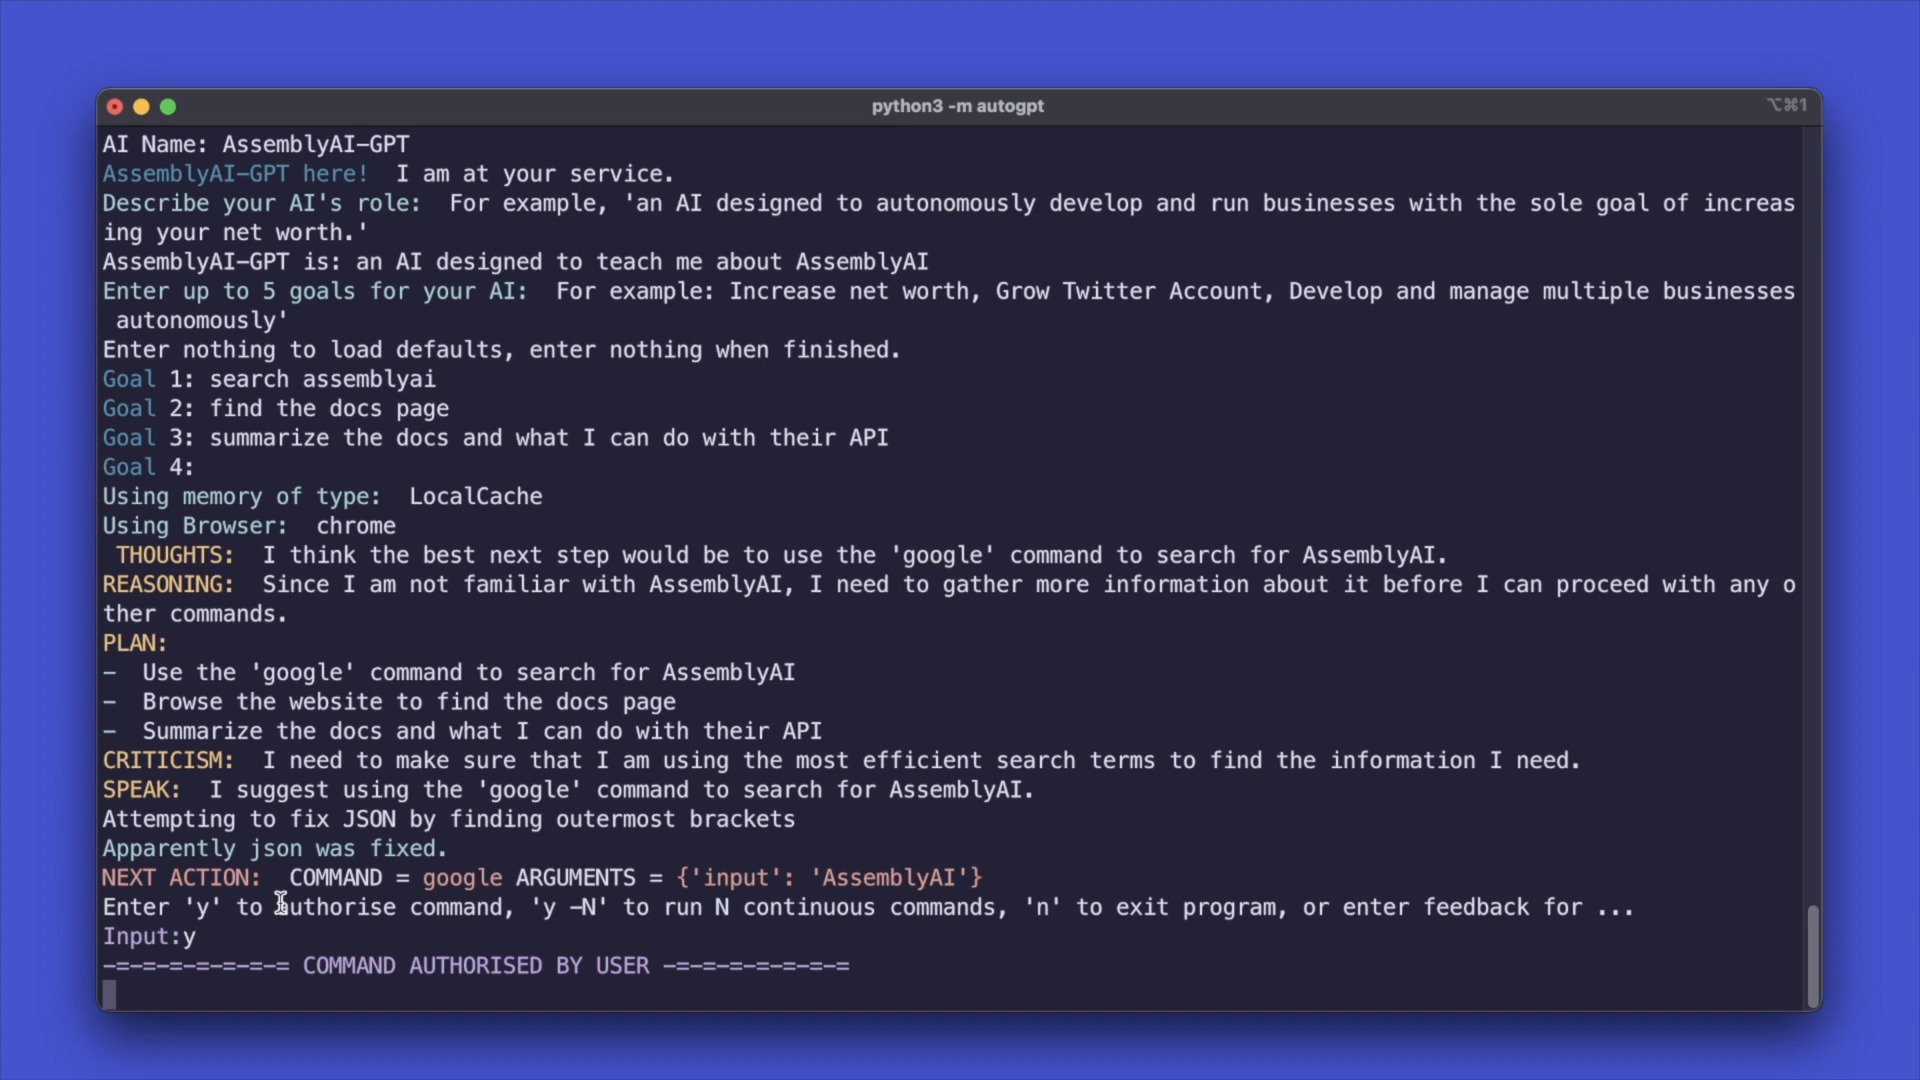 python3 -m autogpt
⌥⌘1
AI Name: AssemblyAI-GPT
AssemblyAI-GPT here!  I am at your service.
Describe your AI's role:  For example, 'an AI designed to autonomously develop and run businesses with the sole goal of increas
ing your net worth.'
AssemblyAI-GPT is: an AI designed to teach me about AssemblyAI
Enter up to 5 goals for your AI:  For example: Increase net worth, Grow Twitter Account, Develop and manage multiple businesses
 autonomously'
Enter nothing to load defaults, enter nothing when finished.
Goal 1: search assemblyai
Goal 2: find the docs page
Goal 3: summarize the docs and what I can do with their API
Goal 4:
Using memory of type:  LocalCache
Using Browser:  chrome
 THOUGHTS:  I think the best next step would be to use the 'google' command to search for AssemblyAI.
REASONING:  Since I am not familiar with AssemblyAI, I need to gather more information about it before I can proceed with any o
ther commands.
PLAN:
-  Use the 'google' command to search for AssemblyAI
-  Browse the website to find the docs page
-  Summarize the docs and what I can do with their API
CRITICISM:  I need to make sure that I am using the most efficient search terms to find the information I need.
SPEAK:  I suggest using the 'google' command to search for AssemblyAI.
Attempting to fix JSON by finding outermost brackets
Apparently json was fixed.
NEXT ACTION:  COMMAND = google ARGUMENTS = {'input': 'AssemblyAI'}
Enter 'y' to authorise command, 'y -N' to run N continuous commands, 'n' to exit program, or enter feedback for ...
Input:y
-=-=-=-=-=-=-= COMMAND AUTHORISED BY USER -=-=-=-=-=-=-=